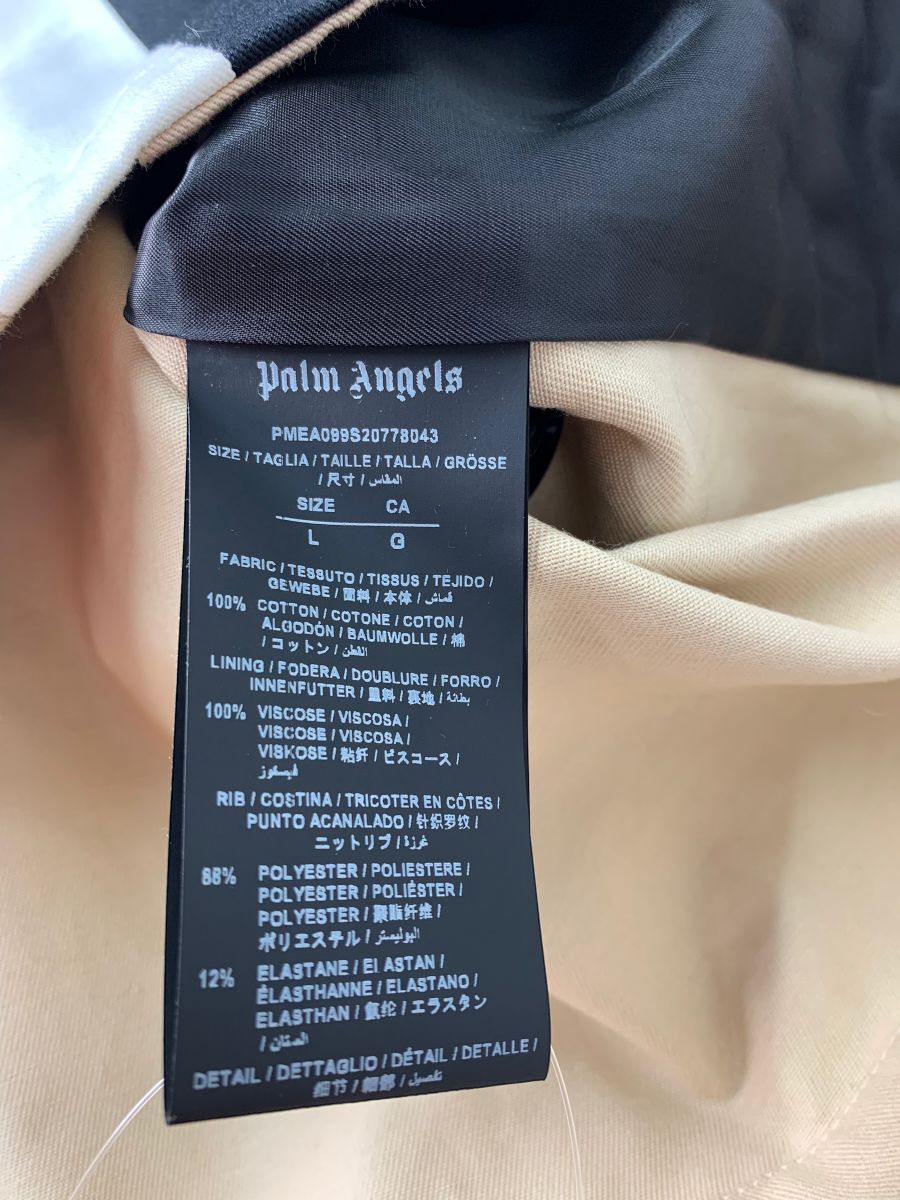 Palm Angels
PMEA099S20778043
SIZE / TAGLIA / TAILLE / TALLA / GRÖSSE
/ 尺寸 / المقاس
SIZE CA
L G
FABRIC / TESSUTO / TISSUS / TEJIDO /
GEWEBE / 面料 / 本体 / قماش
100% COTTON / COTONE / COTON /
ALGODÓN / BAUMWOLLE / 棉
/ コットン / القطن
LINING / FODERA / DOUBLURE / FORRO /
INNENFUTTER / 里料 / 裏地 / بطانة
100% VISCOSE / VISCOSA /
VISCOSE / VISCOSA /
VISKOSE / 粘纤 / ビスコース /
فيسكوز
RIB / COSTINA / TRICOTER EN CÔTES /
PUNTO ACANALADO / 针织罗纹 /
ニットリブ / غرزة
88% POLYESTER / POLIESTERE /
POLYESTER / POLIÉSTER /
POLYESTER / 聚酯纤维 /
ポリエステル / البوليستر
12% ELASTANE / ELASTAN /
ÉLASTHANNE / ELASTANO /
ELASTHAN / 氨纶 / エラスタン
/ الستان
DETAIL / DETTAGLIO / DÉTAIL / DETALLE /
细节 / 細部 / تفصيل